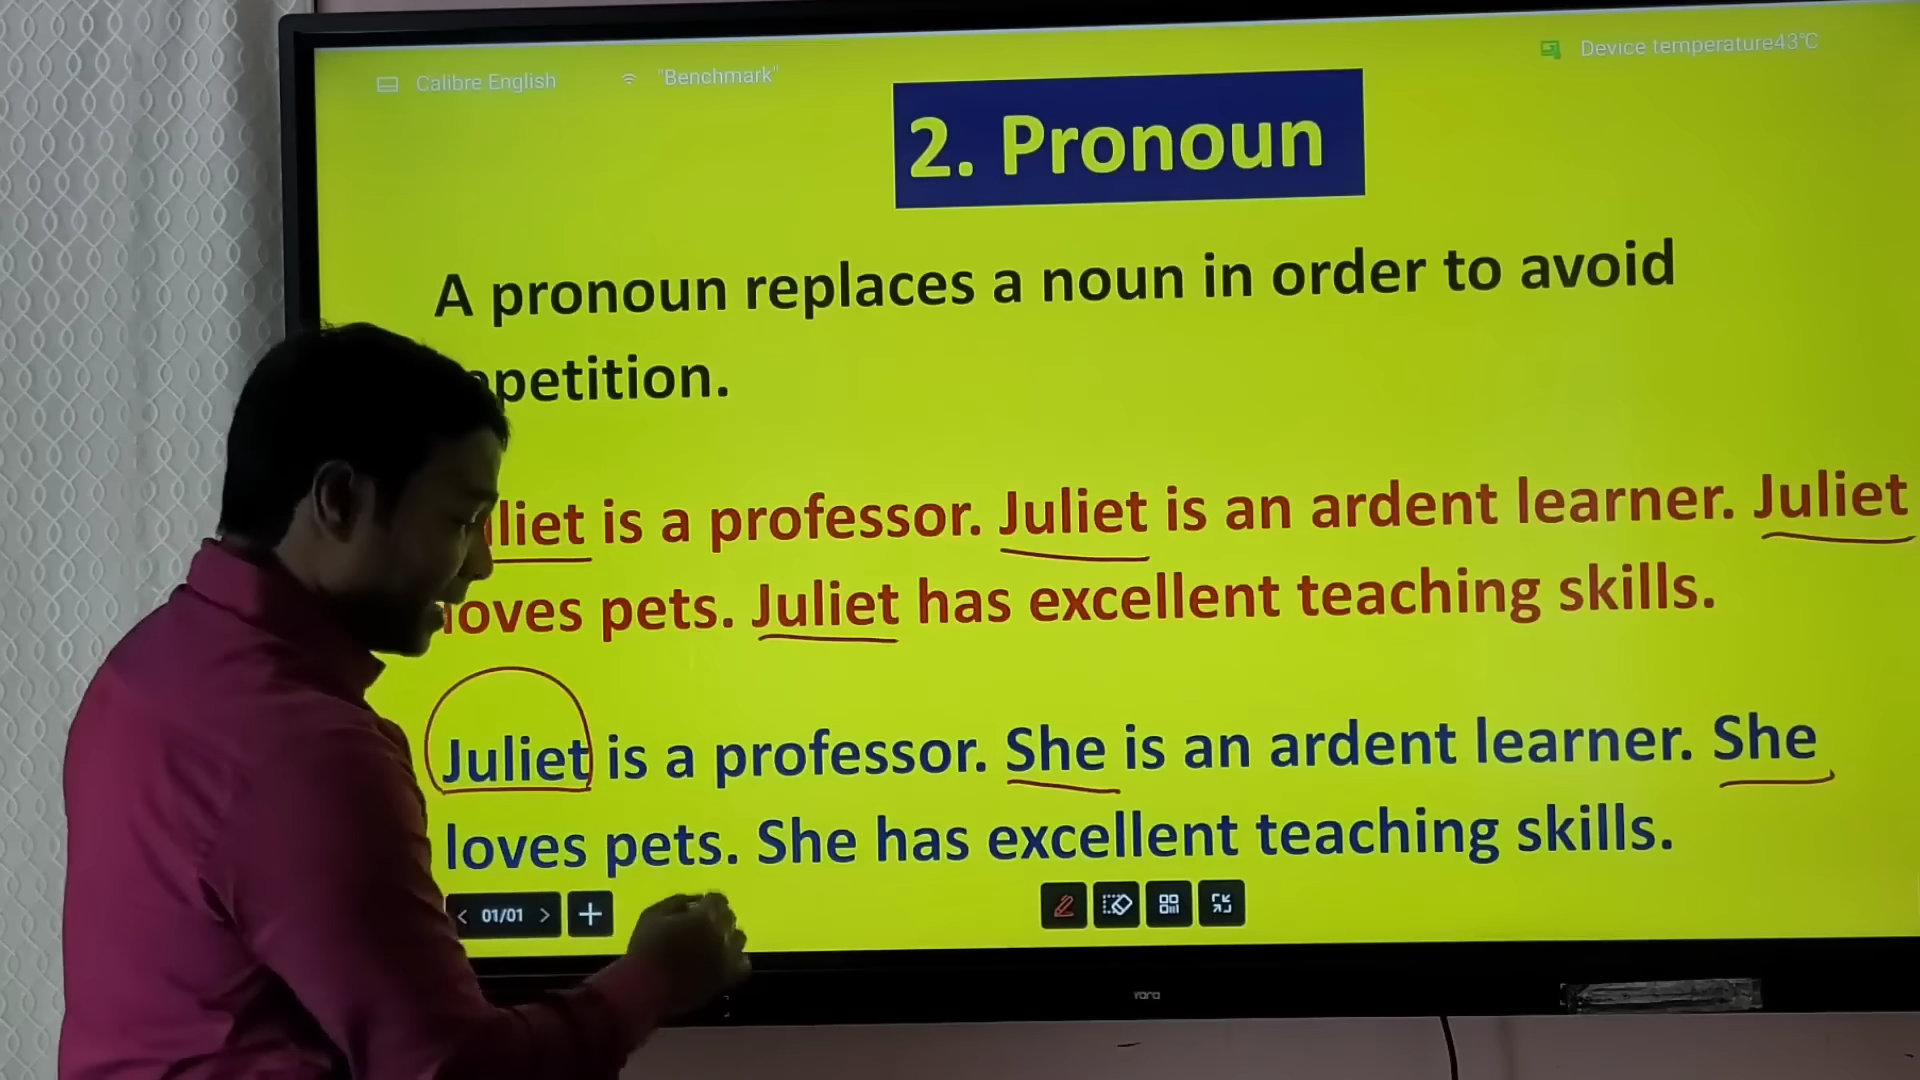 Calibre English "Benchmark" Device temperature43°C
2. Pronoun
A pronoun replaces a noun in order to avoid
petition.
liet is a professor. Juliet is an ardent learner. Juliet
loves pets. Juliet has excellent teaching skills.
Juliet is a professor. She is an ardent learner. She
loves pets. She has excellent teaching skills.
01/01